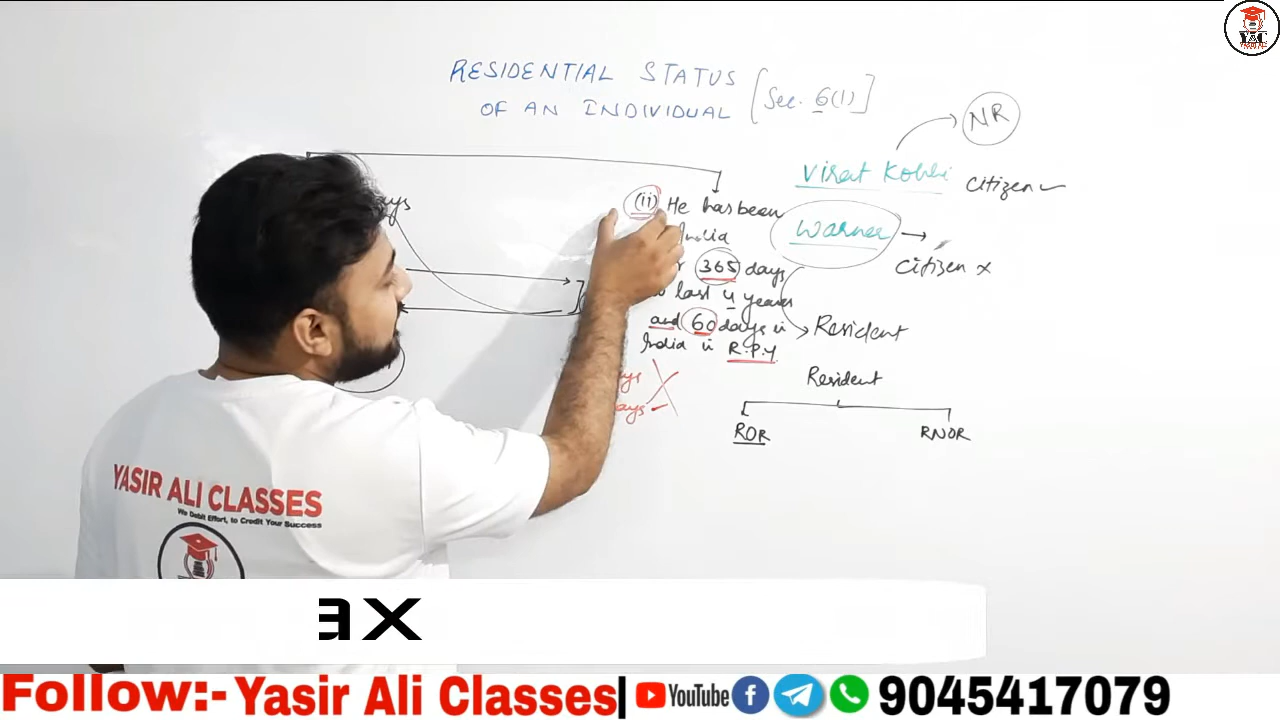 RESIDENTIAL STATUS
OF AN INDIVIDUAL [Sec. 6(1)]
NR
Virat Kohli Citizen
(ii) He has been
India
Warner →
Citizen x
365 days
last 4 years
and 60 days in
India in R.P.Y
Resident
Resident
ROR RNOR
YASIR ALI CLASSES
We Debit Effort, to Credit Your Success
YAC
Follow:- Yasir Ali Classes| YouTube 9045417079